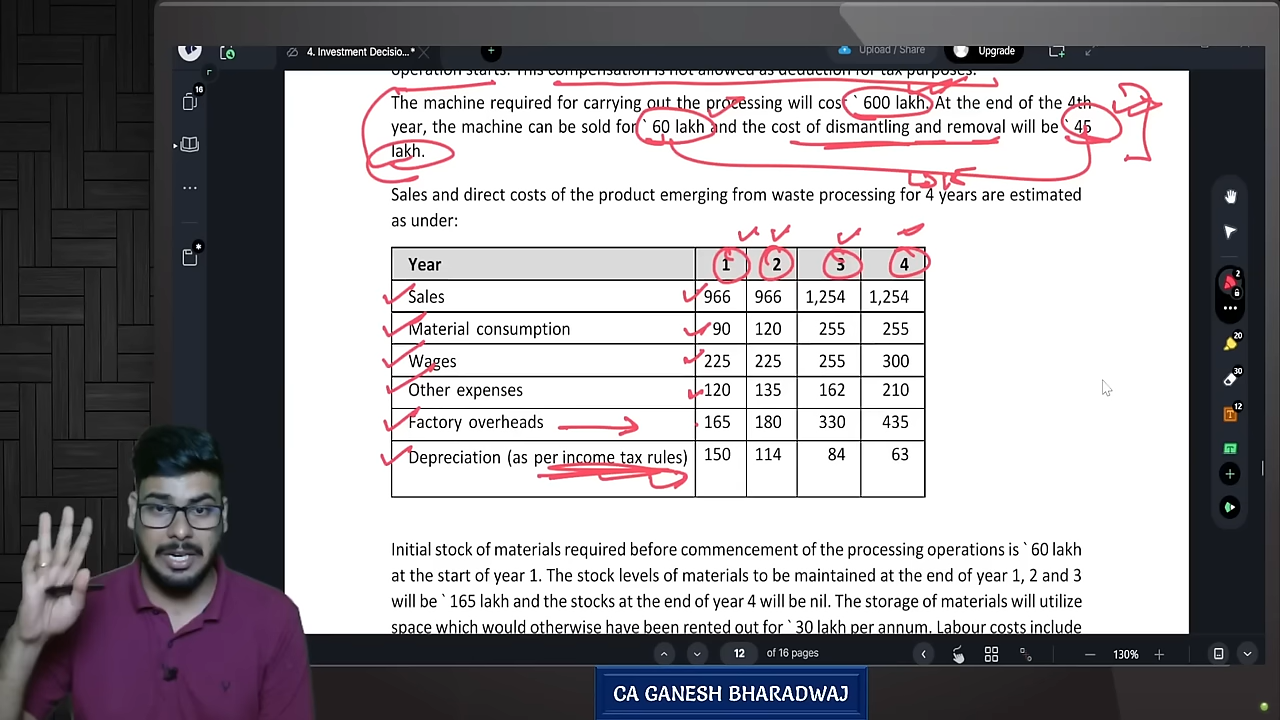 4. Investment Decisio...*
Upload / Share
Upgrade
operation starts. This compensation is not allowed as deduction for tax purposes.
The machine required for carrying out the processing will cost ` 600 lakh. At the end of the 4th
year, the machine can be sold for ` 60 lakh and the cost of dismantling and removal will be ` 45
lakh.
Sales and direct costs of the product emerging from waste processing for 4 years are estimated
as under:
Year 1 2 3 4
Sales 966 966 1,254 1,254
Material consumption 90 120 255 255
Wages 225 225 255 300
Other expenses 120 135 162 210
Factory overheads 165 180 330 435
Depreciation (as per income tax rules) 150 114 84 63
Initial stock of materials required before commencement of the processing operations is ` 60 lakh
at the start of year 1. The stock levels of materials to be maintained at the end of year 1, 2 and 3
will be ` 165 lakh and the stocks at the end of year 4 will be nil. The storage of materials will utilize
space which would otherwise have been rented out for ` 30 lakh per annum. Labour costs include
16
2
20
30
12
12 of 16 pages
130%
CA GANESH BHARADWAJ